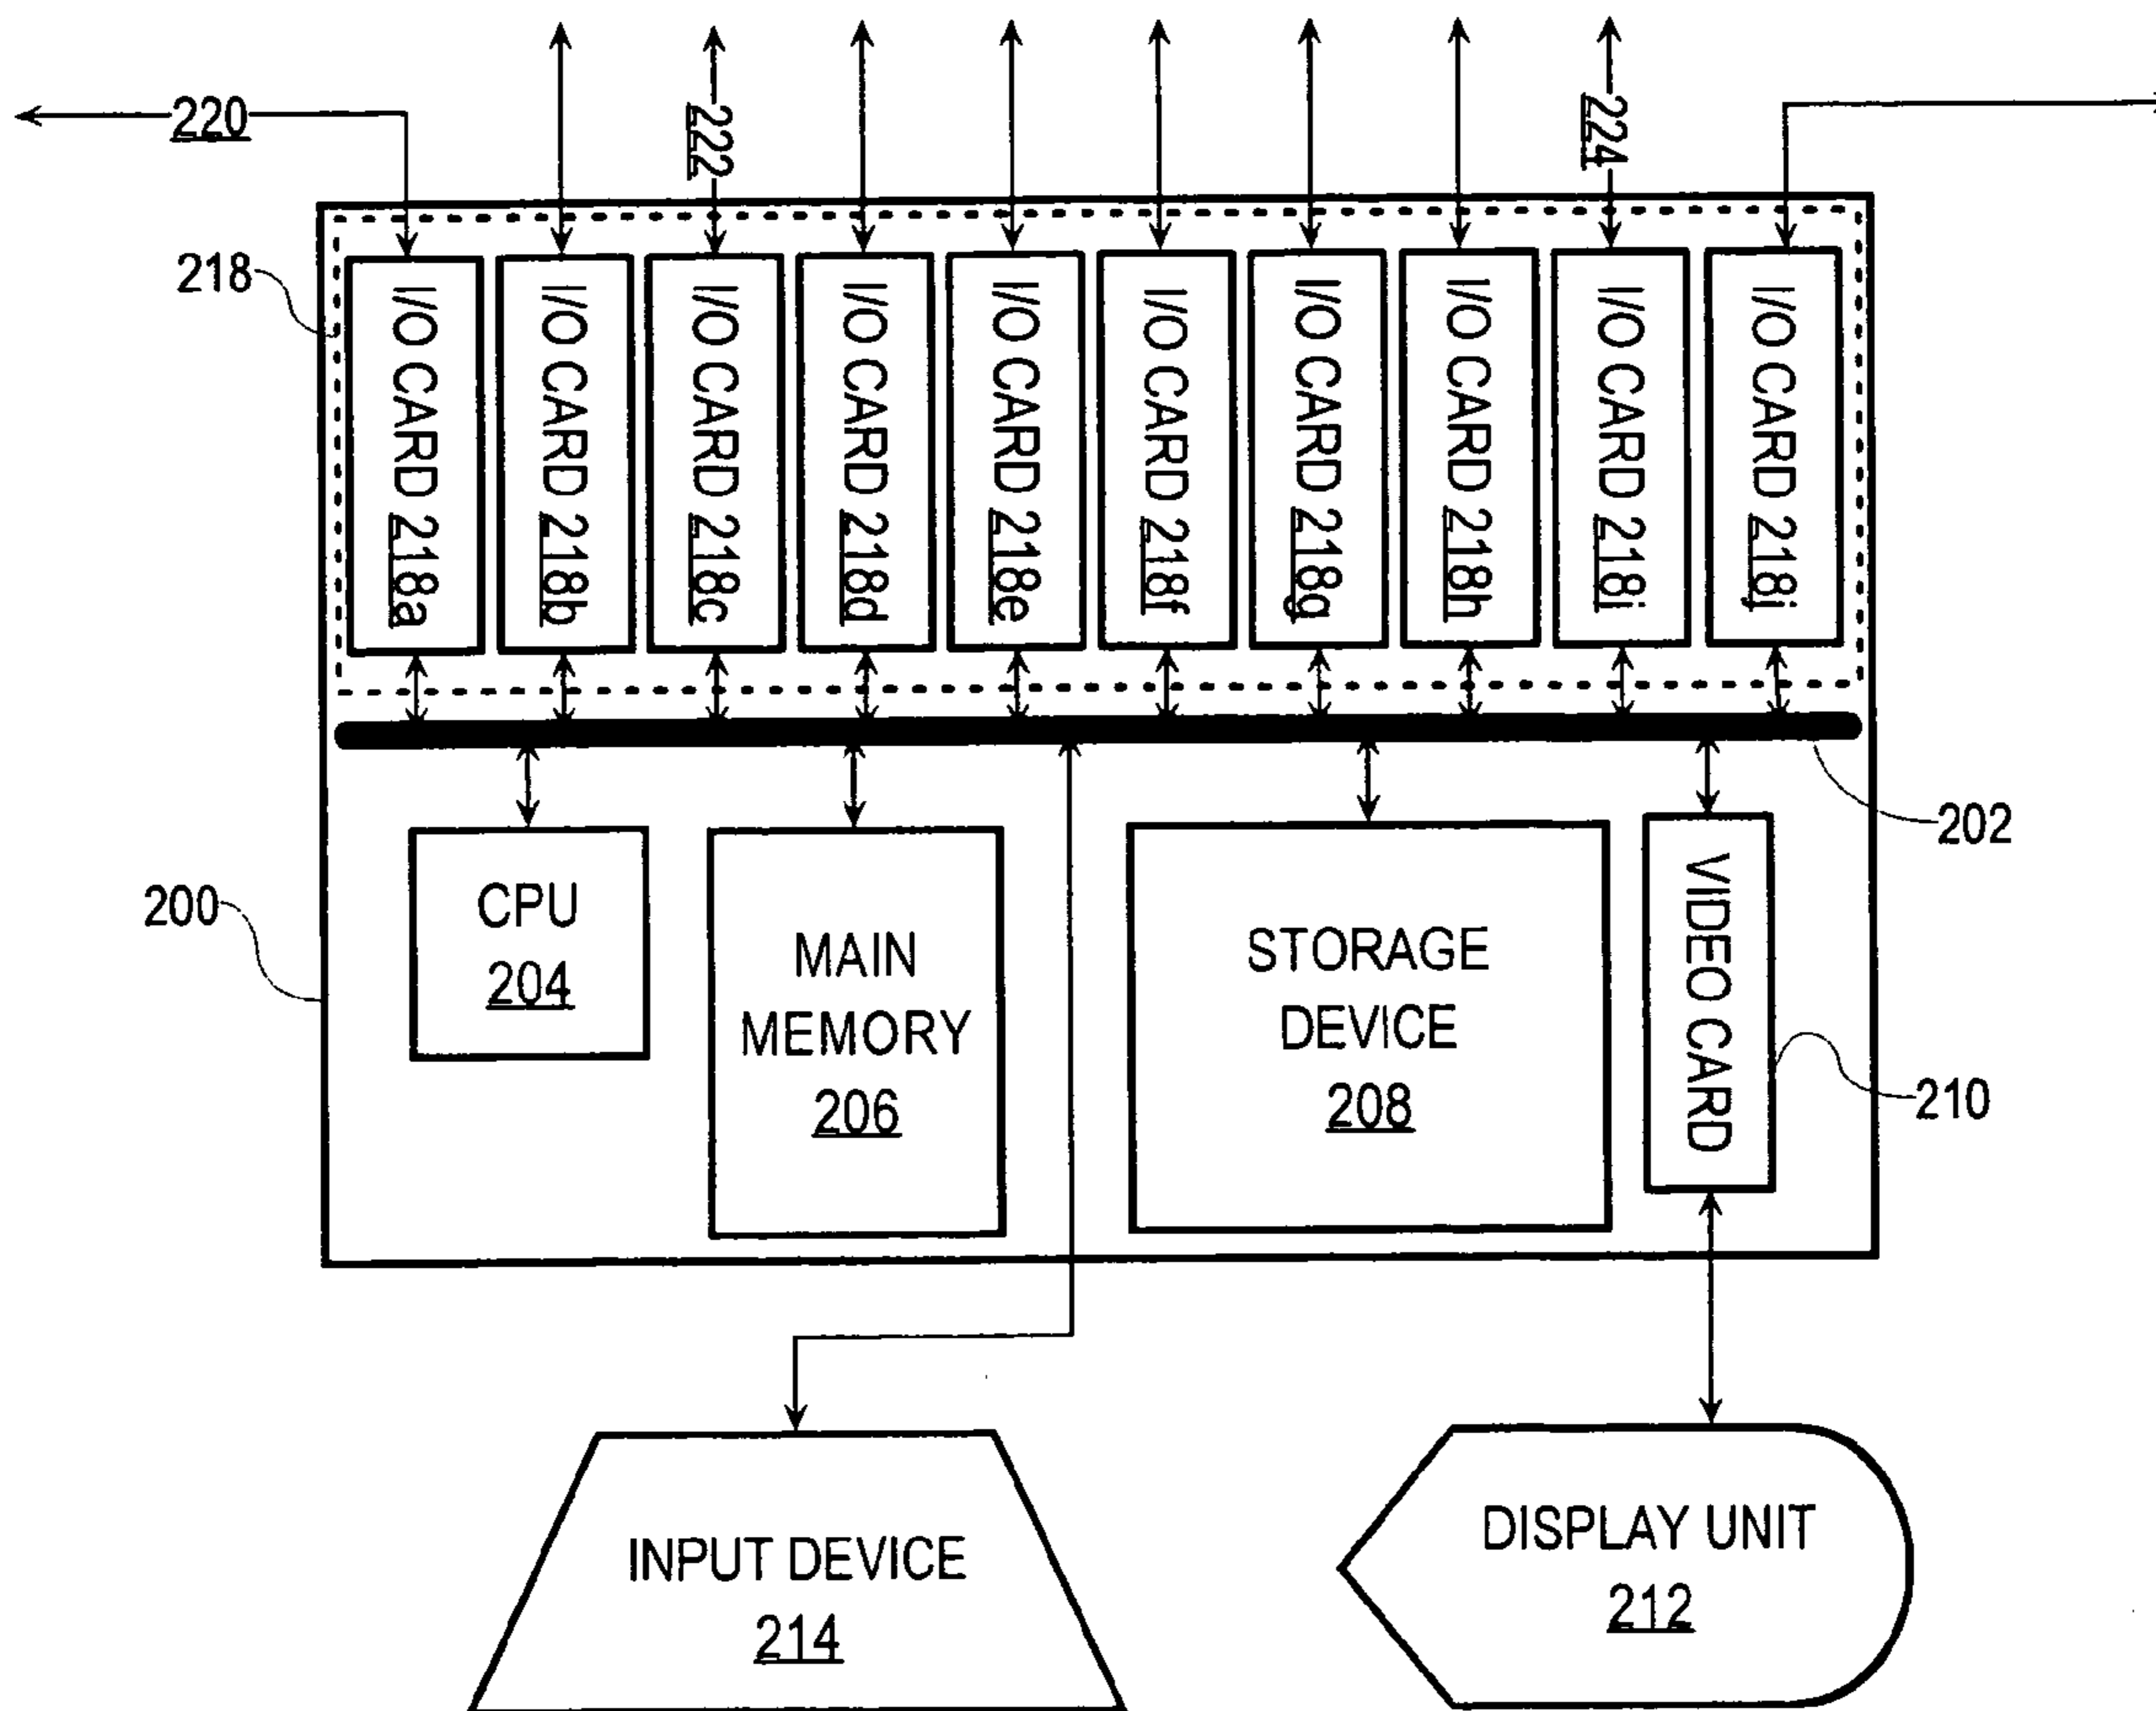 220
222
224
218
I/O CARD 218a
I/O CARD 218b
I/O CARD 218c
I/O CARD 218d
I/O CARD 218e
I/O CARD 218f
I/O CARD 218g
I/O CARD 218h
I/O CARD 218i
I/O CARD 218j
202
200
CPU
204
MAIN
MEMORY
206
STORAGE
DEVICE
208
VIDEO CARD
210
INPUT DEVICE
214
DISPLAY UNIT
212